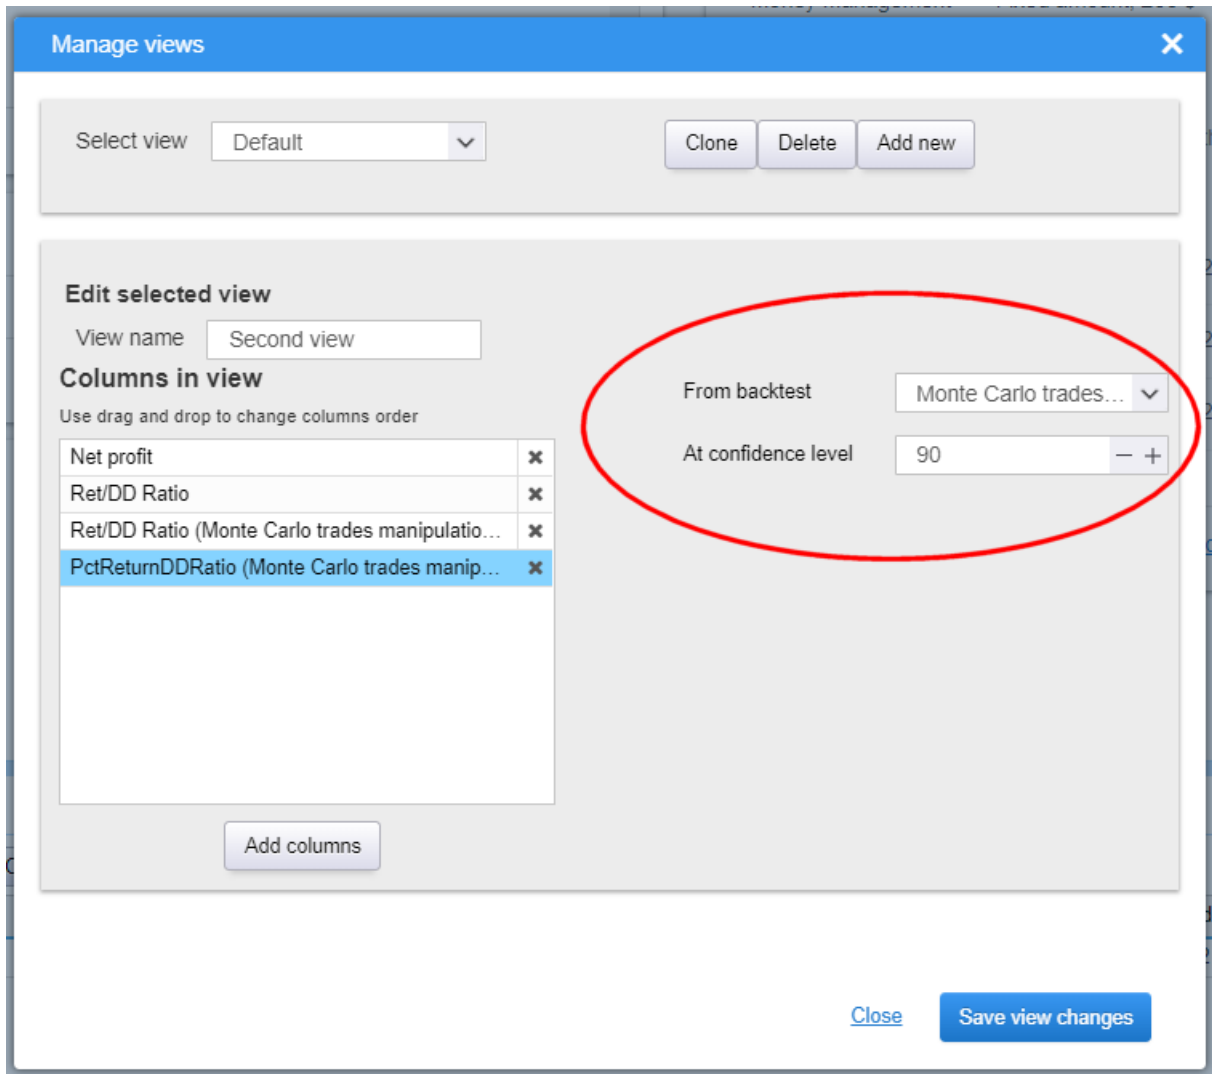 Manage views
Select view Default Clone Delete Add new
Edit selected view
View name Second view
Columns in view
Use drag and drop to change columns order
Net profit
Ret/DD Ratio
Ret/DD Ratio (Monte Carlo trades manipulatio...
PctReturnDDRatio (Monte Carlo trades manip...
From backtest Monte Carlo trades...
At confidence level 90
Add columns
Close Save view changes